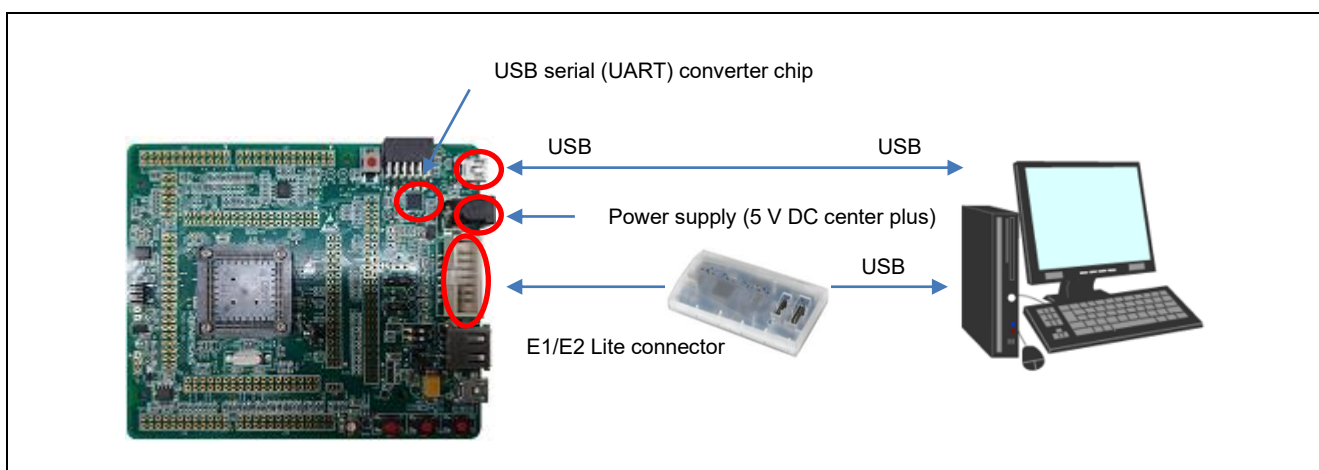 USB serial (UART) converter chip
USB
USB
Power supply (5 V DC center plus)
USB
E1/E2 Lite connector